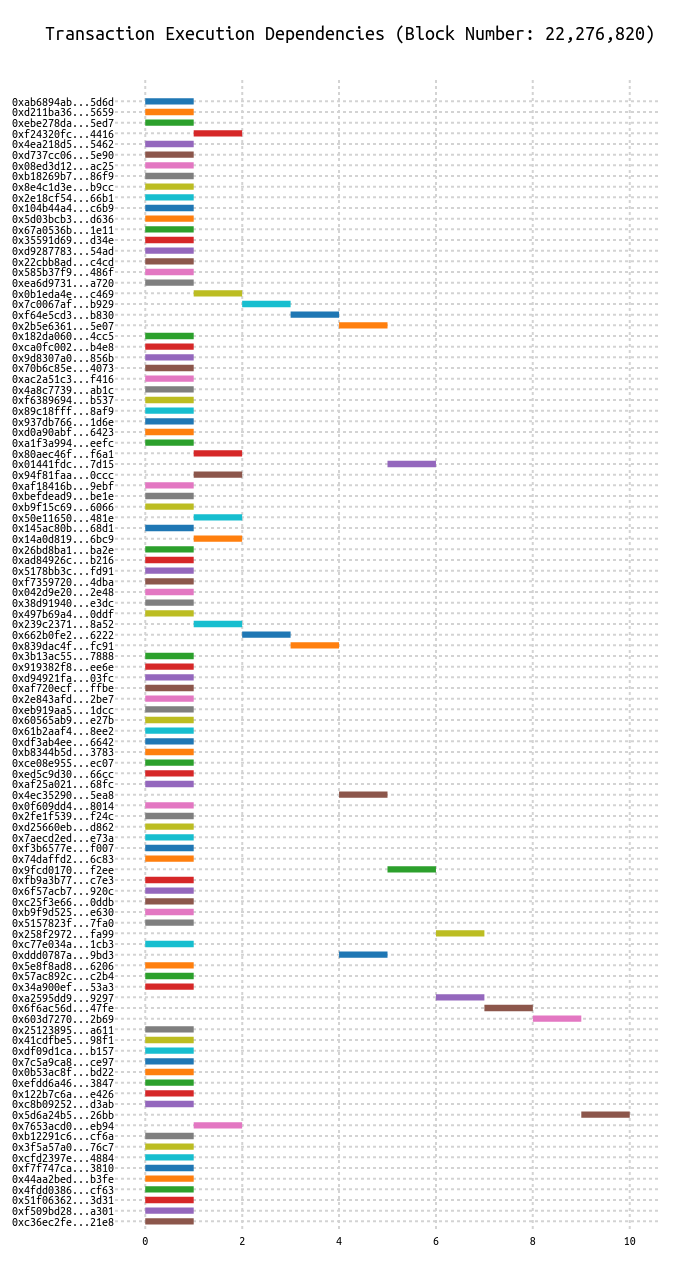 Transaction Execution Dependencies (Block Number: 22,276,820)
0xab6894ab...5d6d
0xd211ba36...5659
0xebe278da...5ed7
0xf24320fc...4416
0x4ea218d5...5462
0xd737cc06...5e90
0x08ed3d12...ac25
0xb18269b7...86f9
0x8e4c1d3e...b9cc
0x2e18cf54...66b1
0x104b44a4...c6b9
0x5d03bcb3...d636
0x67a0536b...1e11
0x35591d69...d34e
0xd9287783...54ad
0x22cbb8ad...c4cd
0x585b37f9...486f
0xea6d9731...a720
0x0b1eda4e...c469
0x7c0067af...b929
0xf64e5cd3...b830
0x2b5e6361...5e07
0x182da060...4cc5
0xca0fc002...b4e8
0x9d8307a0...856b
0x70b6c85e...4073
0xac2a51c3...f416
0x4a8c7739...ab1c
0xf6389694...b537
0x89c18fff...8af9
0x937db766...1d6e
0xd0a90abf...6423
0xa1f3a994...eefc
0x80aec46f...f6a1
0x01441fdc...7d15
0x94f81faa...0ccc
0xaf18416b...9ebf
0xbefdead9...be1e
0xb9f15c69...6066
0x50e11650...481e
0x145ac80b...68d1
0x14a0d819...6bc9
0x26bd8ba1...ba2e
0xad84926c...b216
0x5178bb3c...fd91
0xf7359720...4dba
0x042d9e20...2e48
0x38d91940...e3dc
0x497b69a4...0ddf
0x239c2371...8a52
0x662b0fe2...6222
0x839dac4f...fc91
0x3b13ac55...7888
0x919382f8...ee6e
0xd94921fa...03fc
0xaf720ecf...ffbe
0x2e843afd...2be7
0xeb919aa5...1dcc
0x60565ab9...e27b
0x61b2aaf4...8ee2
0xdf3ab4ee...6642
0xb8344b5d...3783
0xce08e955...ec07
0xed5c9d30...66cc
0xaf25a021...68fc
0x4ec35290...5ea8
0x0f609dd4...8014
0x2fe1f539...f24c
0xd25660eb...d862
0x7aecd2ed...e73a
0xf3b6577e...f007
0x74daffd2...6c83
0x9fcd0170...f2ee
0xfb9a3b77...c7e3
0x6f57acb7...920c
0xc25f3e66...0ddb
0xb9f9d525...e630
0x5157823f...7fa0
0x258f2972...fa99
0xc77e034a...1cb3
0xddd0787a...9bd3
0x5e8f8ad8...6206
0x57ac892c...c2b4
0x34a900ef...53a3
0xa2595dd9...9297
0x6f6ac56d...47fe
0x603d7270...2b69
0x25123895...a611
0x41cdfbe5...98f1
0xdf09d1ca...b157
0x7c5a9ca8...ce97
0x0b53ac8f...bd22
0xefdd6a46...3847
0x122b7c6a...e426
0xc8b09252...d3ab
0x5d6a24b5...26bb
0x7653acd0...eb94
0xb12291c6...cf6a
0x3f5a57a0...76c7
0xcfd2397e...4884
0xf7f747ca...3810
0x44aa2bed...b3fe
0x4fdd0386...cf63
0x51f06362...3d31
0xf509bd28...a301
0xc36ec2fe...21e8
0 2 4 6 8 10